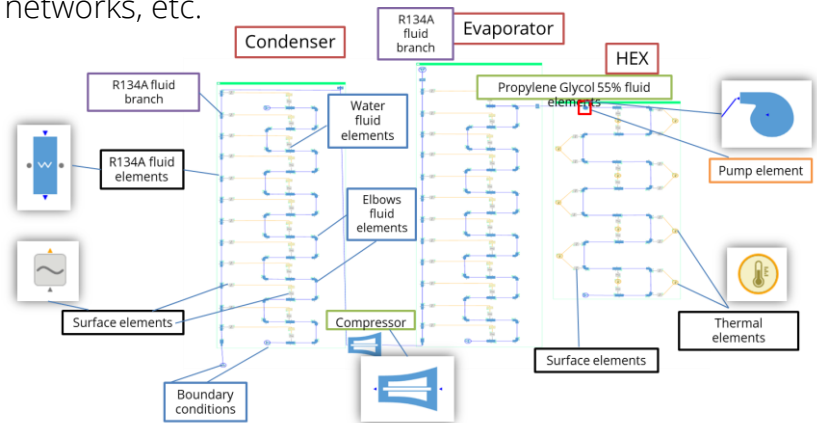 networks, etc.
R134A
fluid
branch
Evaporator
Condenser
HEX
R134A fluid
branch
Propylene Glycol 55% fluid
elements
Water
fluid
elements
R134A fluid
elements
Pump element
Elbows
fluid
elements
E
Surface elements
Compressor
Thermal
elements
Surface elements
Boundary
conditions